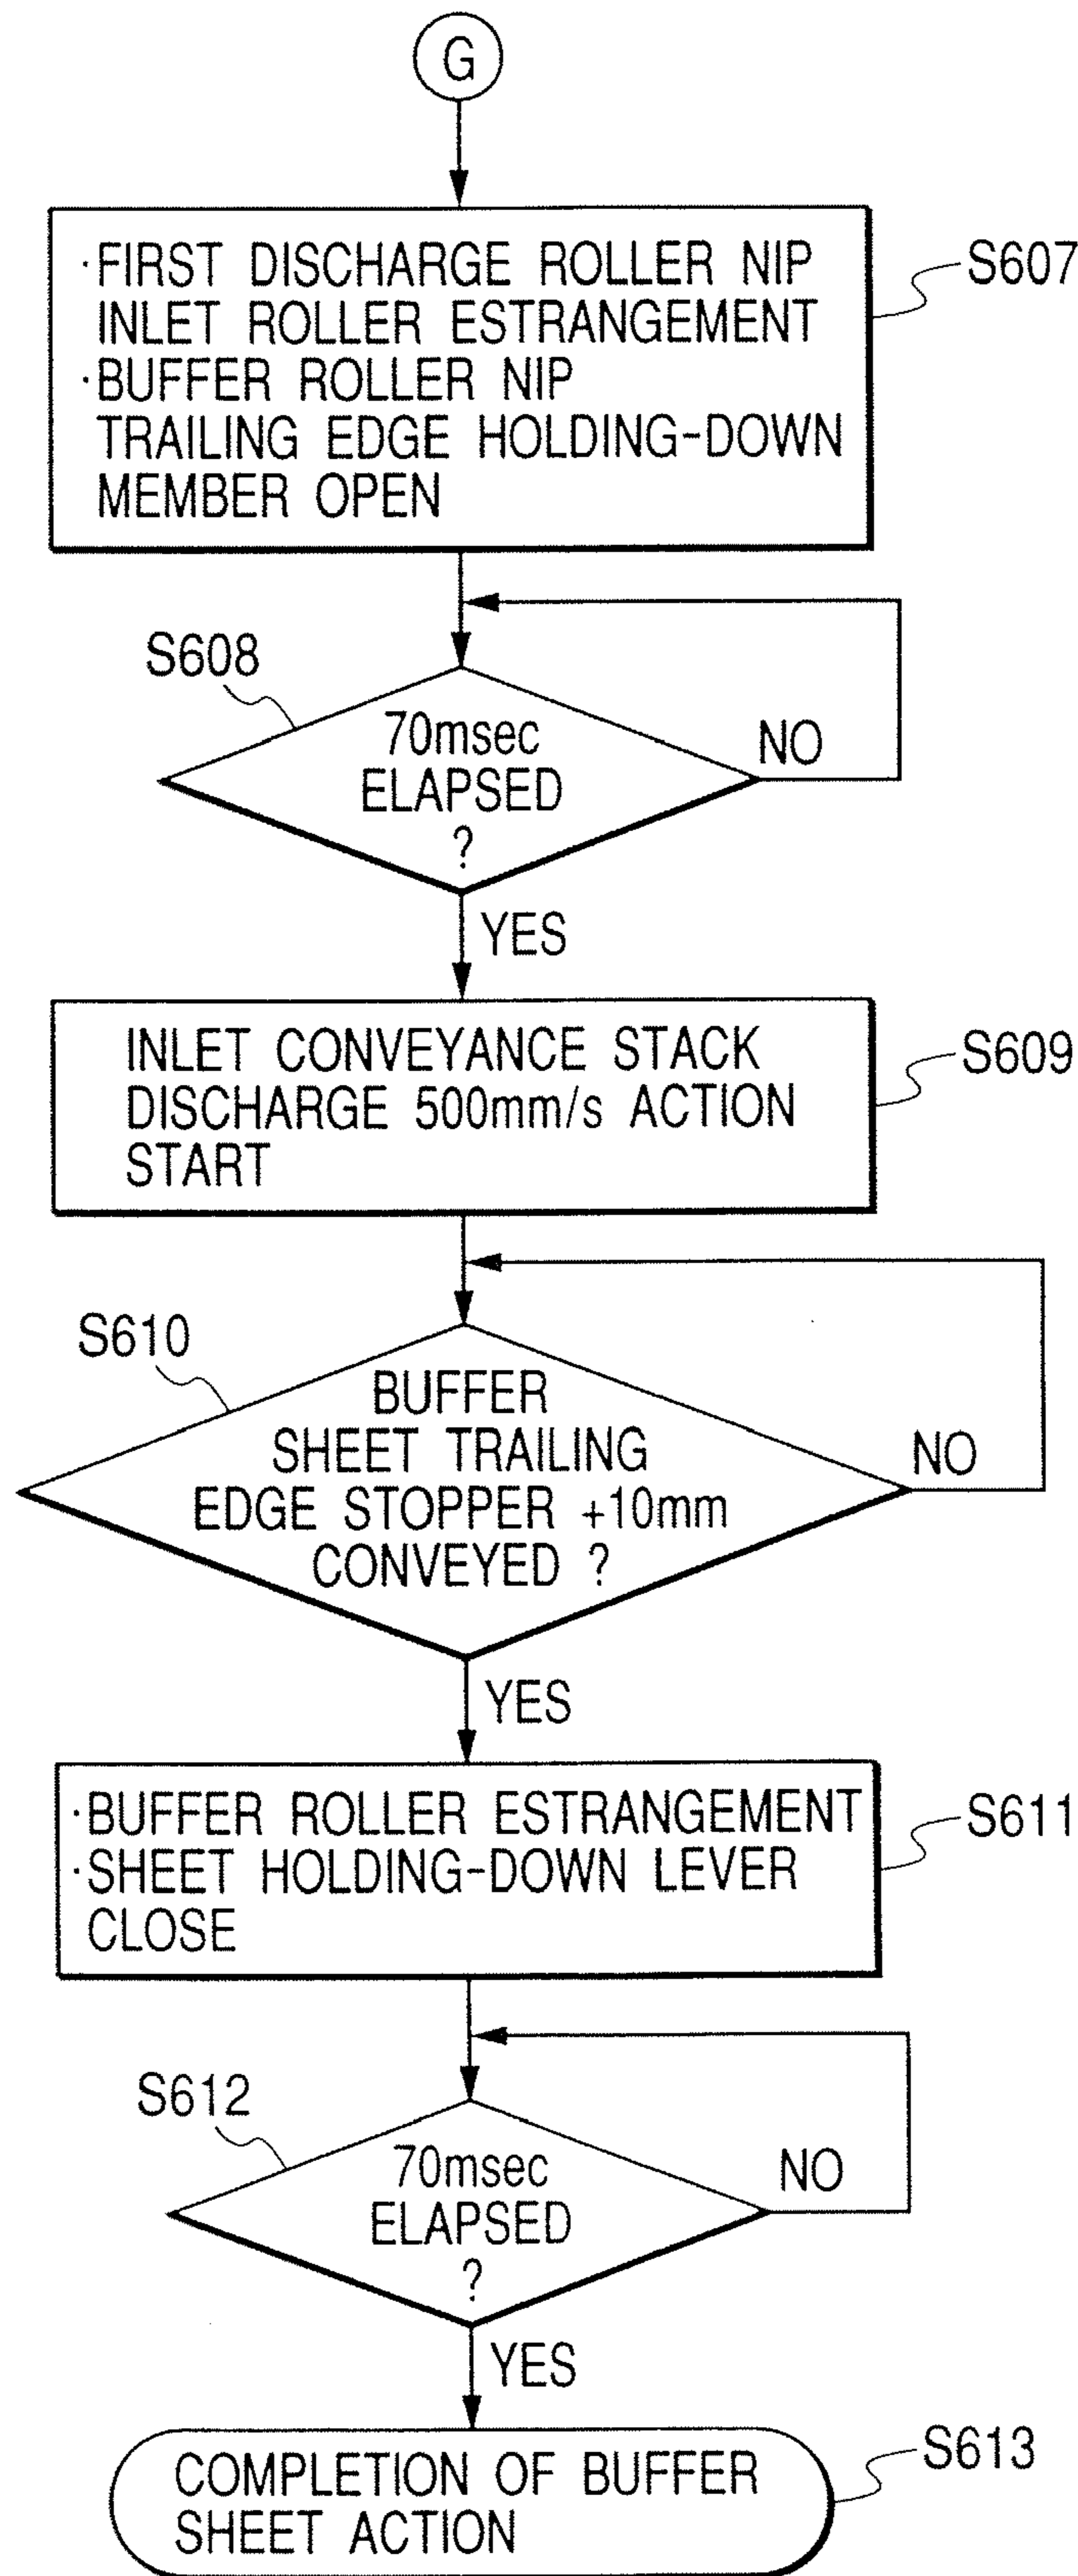 G
·FIRST DISCHARGE ROLLER NIP
INLET ROLLER ESTRANGEMENT
·BUFFER ROLLER NIP
TRAILING EDGE HOLDING-DOWN
MEMBER OPEN
S607
S608
70msec
ELAPSED
?
NO
YES
INLET CONVEYANCE STACK
DISCHARGE 500mm/s ACTION
START
S609
S610
BUFFER
SHEET TRAILING
EDGE STOPPER +10mm
CONVEYED ?
NO
YES
·BUFFER ROLLER ESTRANGEMENT
·SHEET HOLDING-DOWN LEVER
CLOSE
S611
S612
70msec
ELAPSED
?
NO
YES
COMPLETION OF BUFFER
SHEET ACTION
S613